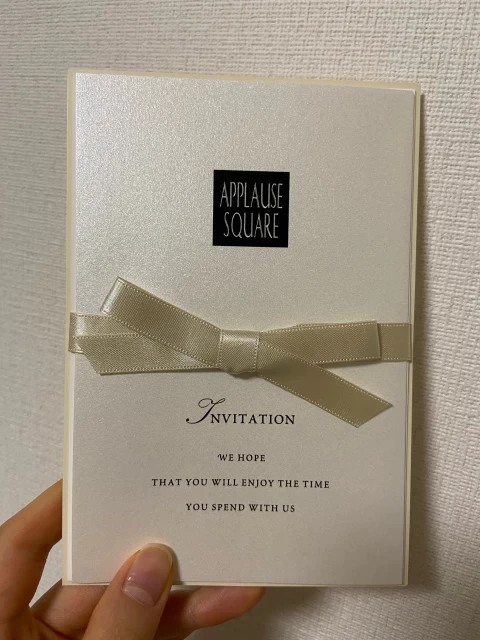 APPLAUSE
SQUARE
INVITATION
WE HOPE
THAT YOU WILL ENJOY THE TIME
YOU SPEND WITH US